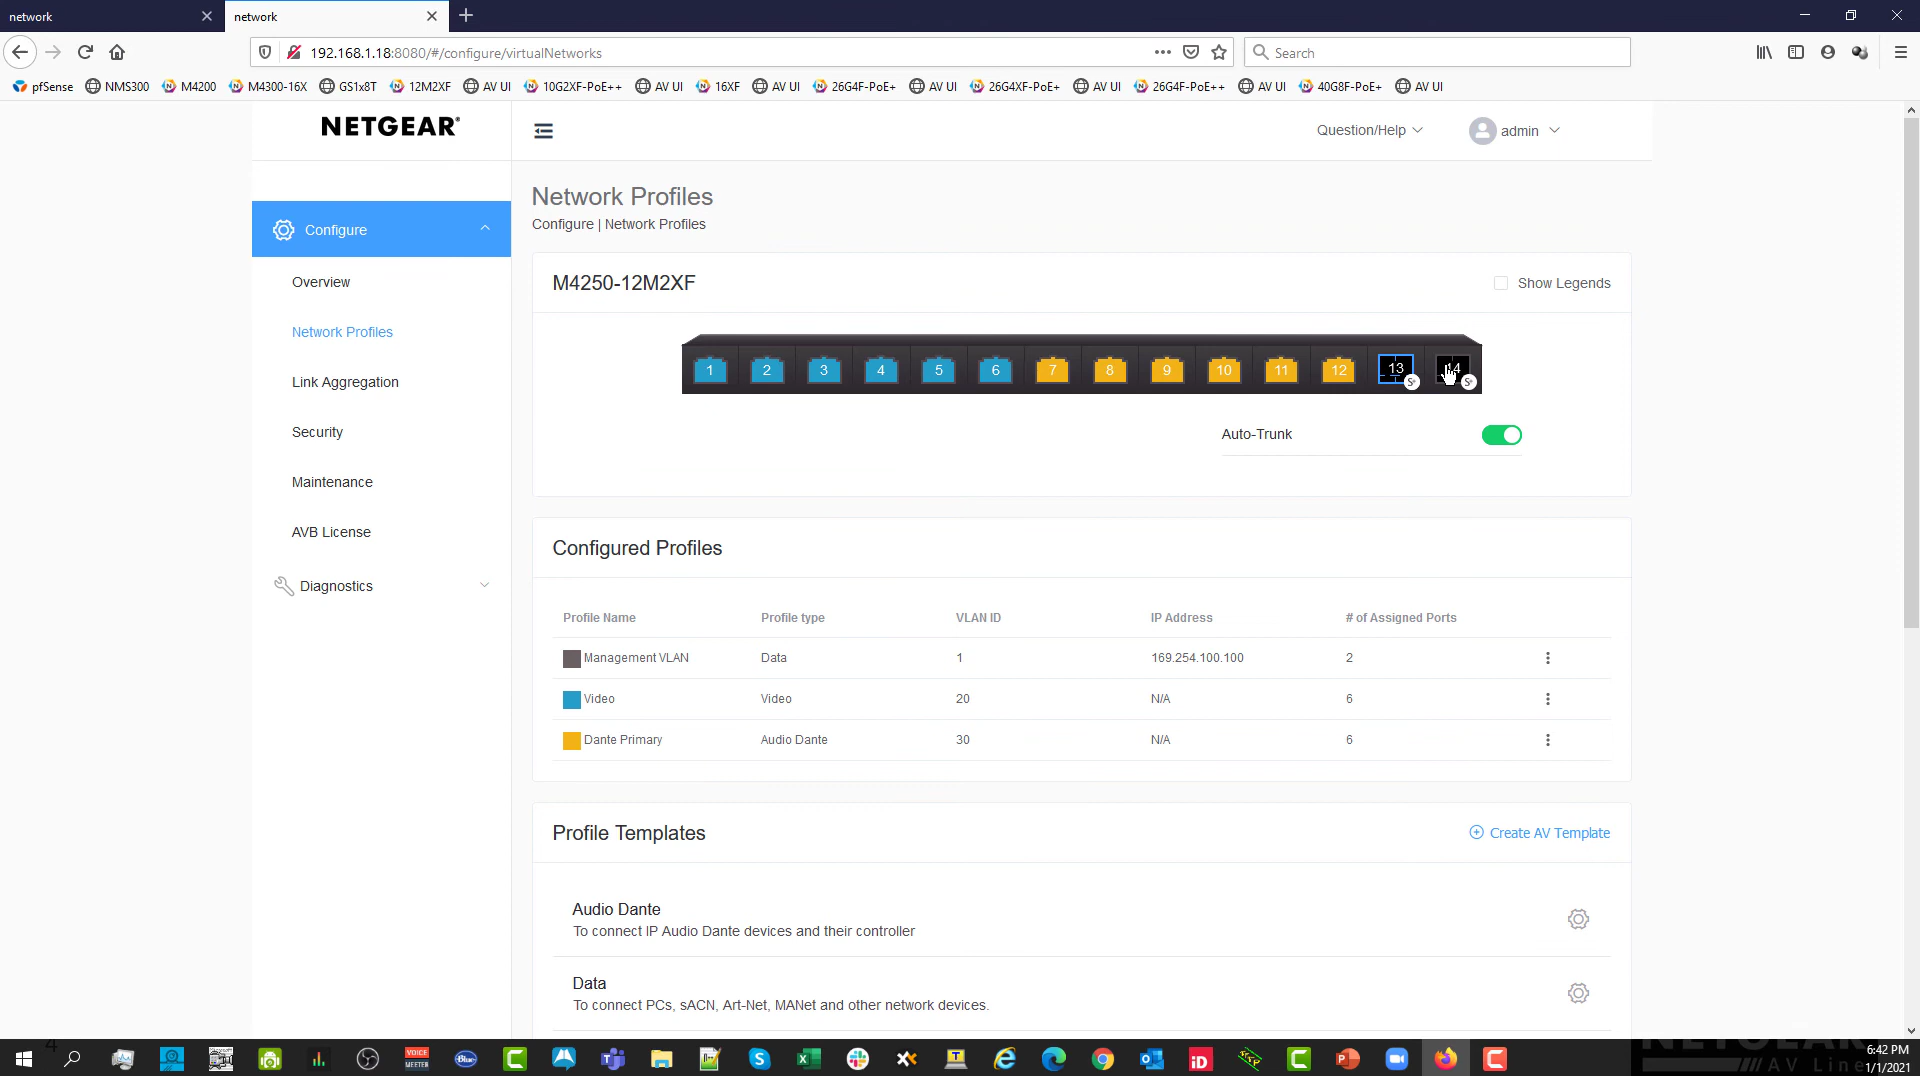 network
network
192.168.1.18:8080/#/configure/virtualNetworks
Search
pfSense NMS300 M4200 M4300-16X GS1x8T 12M2XF AV UI 10G2XF-PoE++ AV UI 16XF AV UI 26G4F-PoE+ AV UI 26G4XF-PoE+ AV UI 26G4F-PoE++ AV UI 40G8F-PoE+ AV UI
NETGEAR®
Question/Help
admin
Network Profiles
Configure | Network Profiles
Configure
Overview
Network Profiles
Link Aggregation
Security
Maintenance
AVB License
Diagnostics
M4250-12M2XF
Show Legends
1 2 3 4 5 6 7 8 9 10 11 12 13 14
S+ S+
Auto-Trunk
Configured Profiles
Profile Name Profile type VLAN ID IP Address # of Assigned Ports
Management VLAN Data 1 169.254.100.100 2
Video Video 20 N/A 6
Dante Primary Audio Dante 30 N/A 6
Profile Templates
Create AV Template
Audio Dante
To connect IP Audio Dante devices and their controller
Data
To connect PCs, sACN, Art-Net, MANet and other network devices.
4
VOICE
MEETER
Blue
NETGEAR
AV Line
6:42 PM
1/1/2021